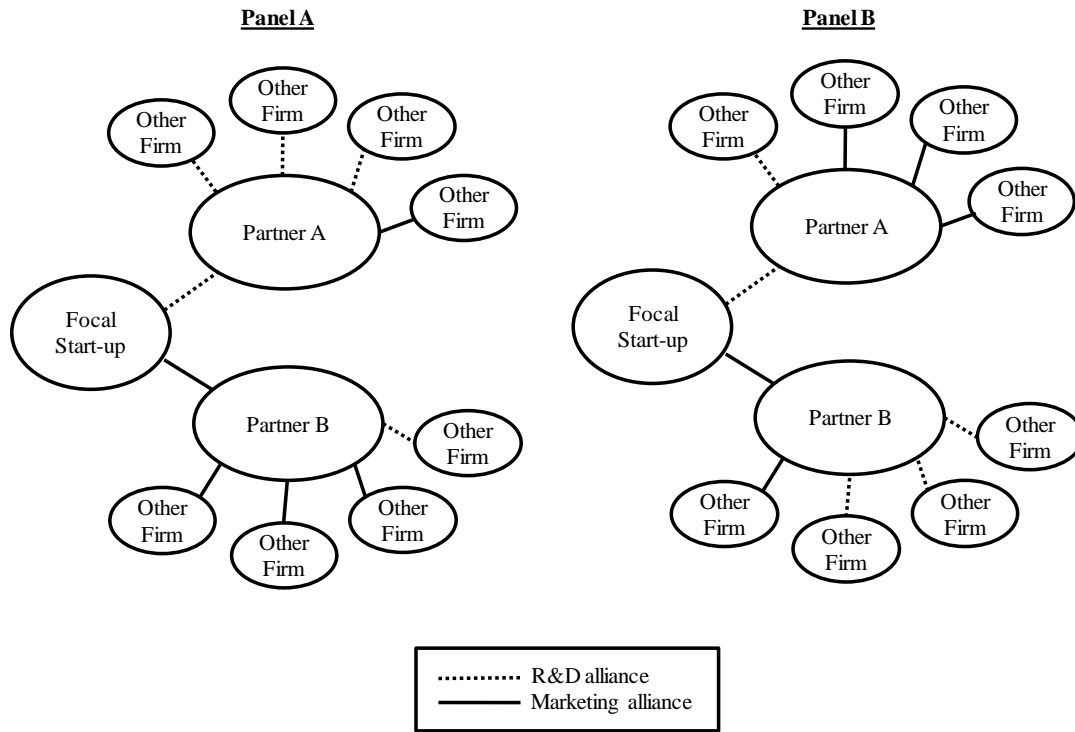 Panel A
Other
Firm
Other
Firm
Other
Firm
Other
Firm
Partner A
Focal
Start-up
Partner B
Other
Firm
Other
Firm
Other
Firm
Other
Firm
Panel B
Other
Firm
Other
Firm
Other
Firm
Other
Firm
Partner A
Focal
Start-up
Partner B
Other
Firm
Other
Firm
Other
Firm
Other
Firm
R&D alliance
Marketing alliance